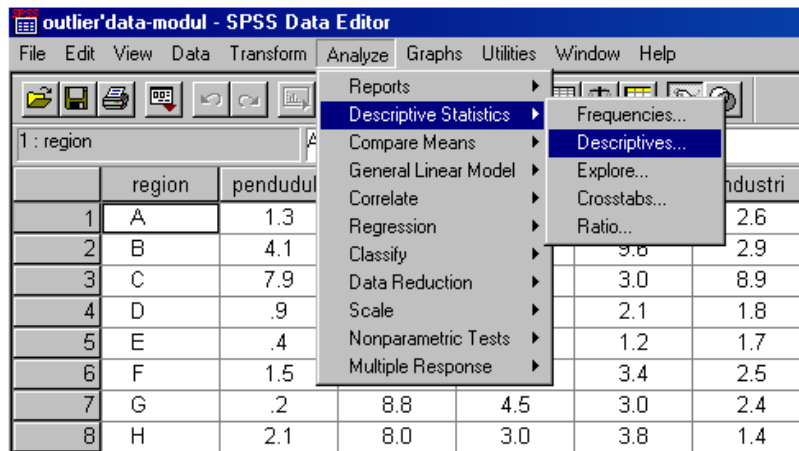 outlier'data-modul - SPSS Data Editor
File Edit View Data Transform Analyze Graphs Utilities Window Help
Reports
Descriptive Statistics
Compare Means
General Linear Model
Correlate
Regression
Classify
Data Reduction
Scale
Nonparametric Tests
Multiple Response
Frequencies...
Descriptives...
Explore...
Crosstabs...
Ratio...
1 : region
region
1 A 1.3 2.6
2 B 4.1 9.6 2.9
3 C 7.9 3.0 8.9
4 D .9 2.1 1.8
5 E .4 1.2 1.7
6 F 1.5 3.4 2.5
7 G .2 8.8 4.5 3.0 2.4
8 H 2.1 8.0 3.0 3.8 1.4